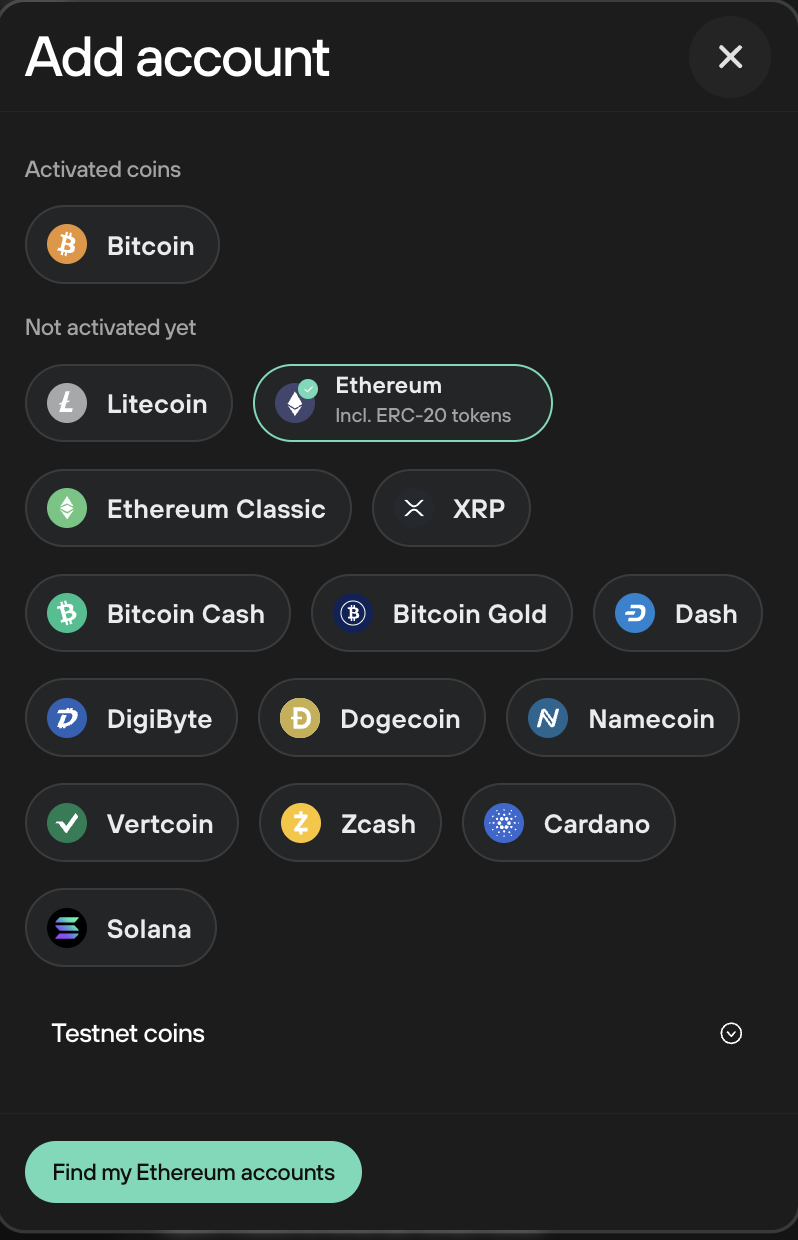 Add account
Activated coins
Bitcoin
Not activated yet
Litecoin
Ethereum
Incl. ERC-20 tokens
Ethereum Classic
XRP
Bitcoin Cash
Bitcoin Gold
Dash
DigiByte
Dogecoin
Namecoin
Vertcoin
Zcash
Cardano
Solana
Testnet coins
Find my Ethereum accounts